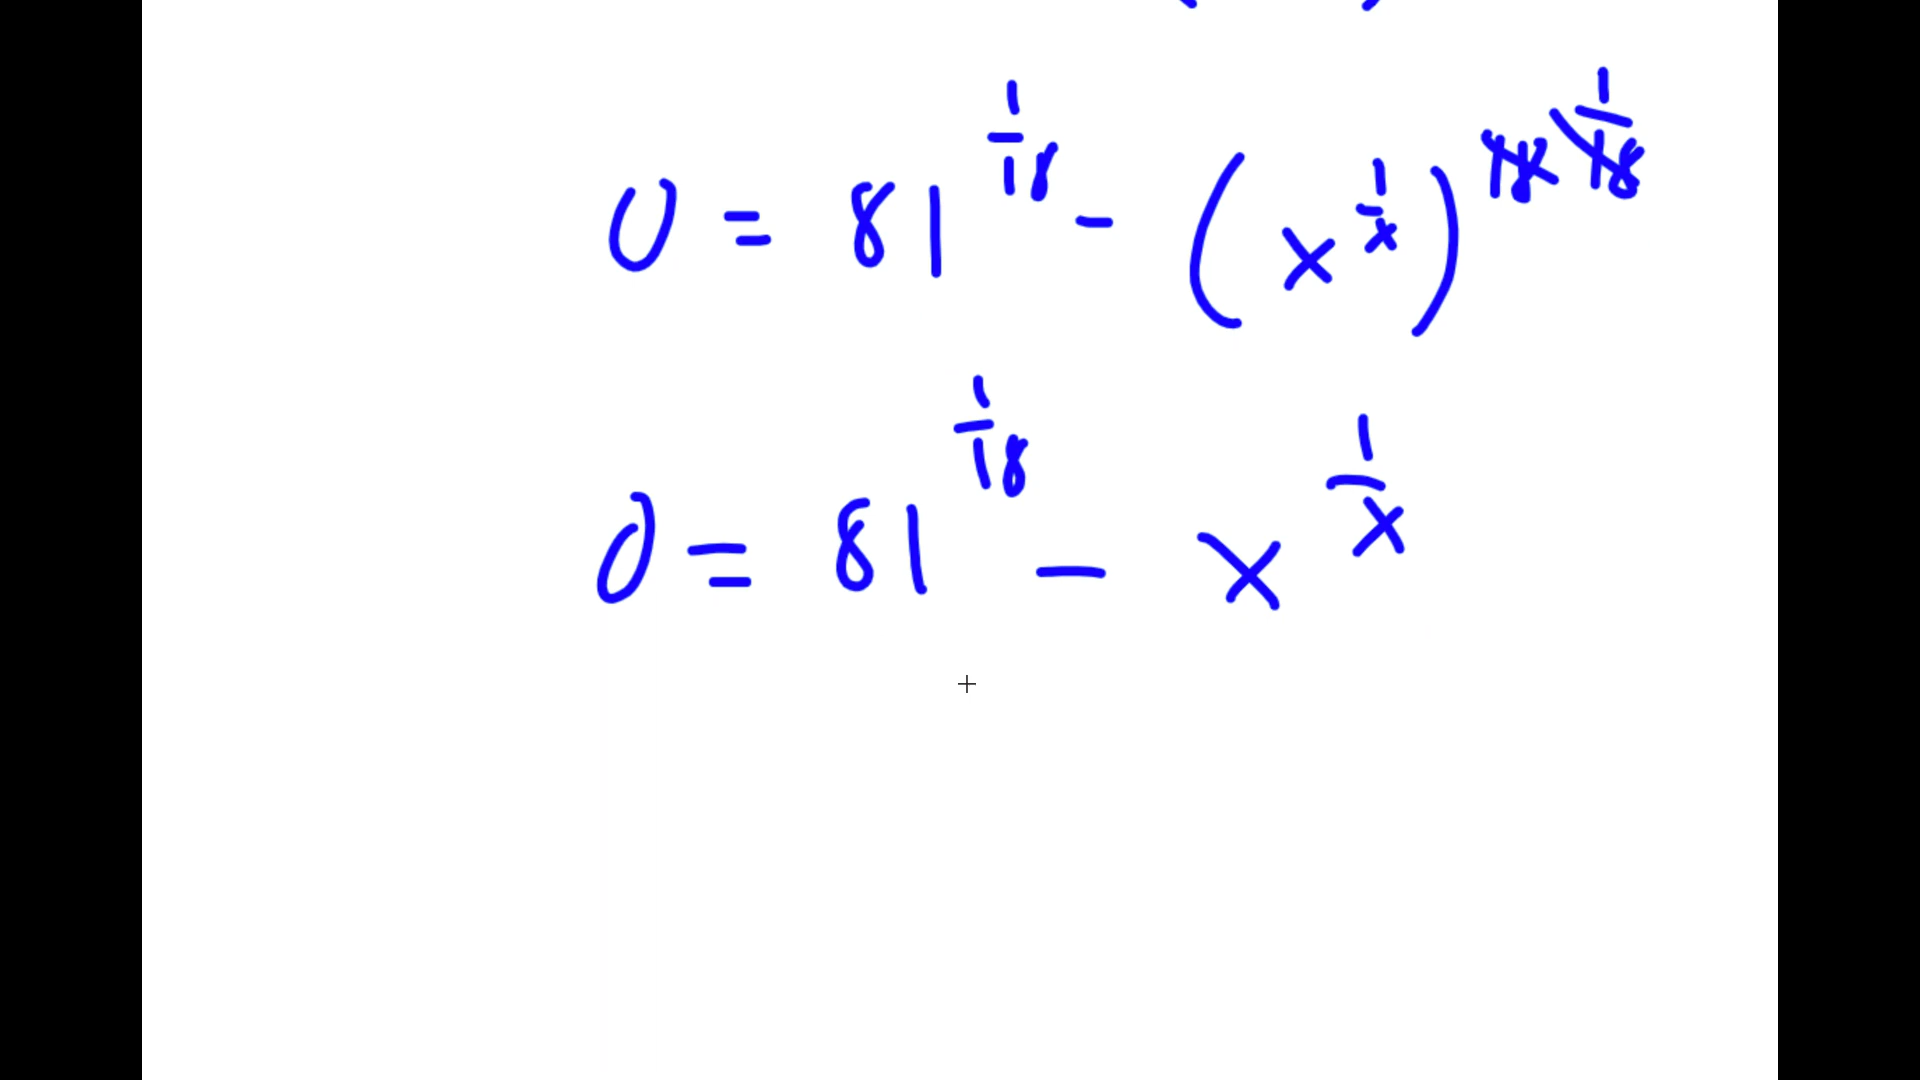 0 = 81^(1/18) - (x^(1/x))^(18 · 1/18)
0 = 81^(1/18) - x^(1/x)